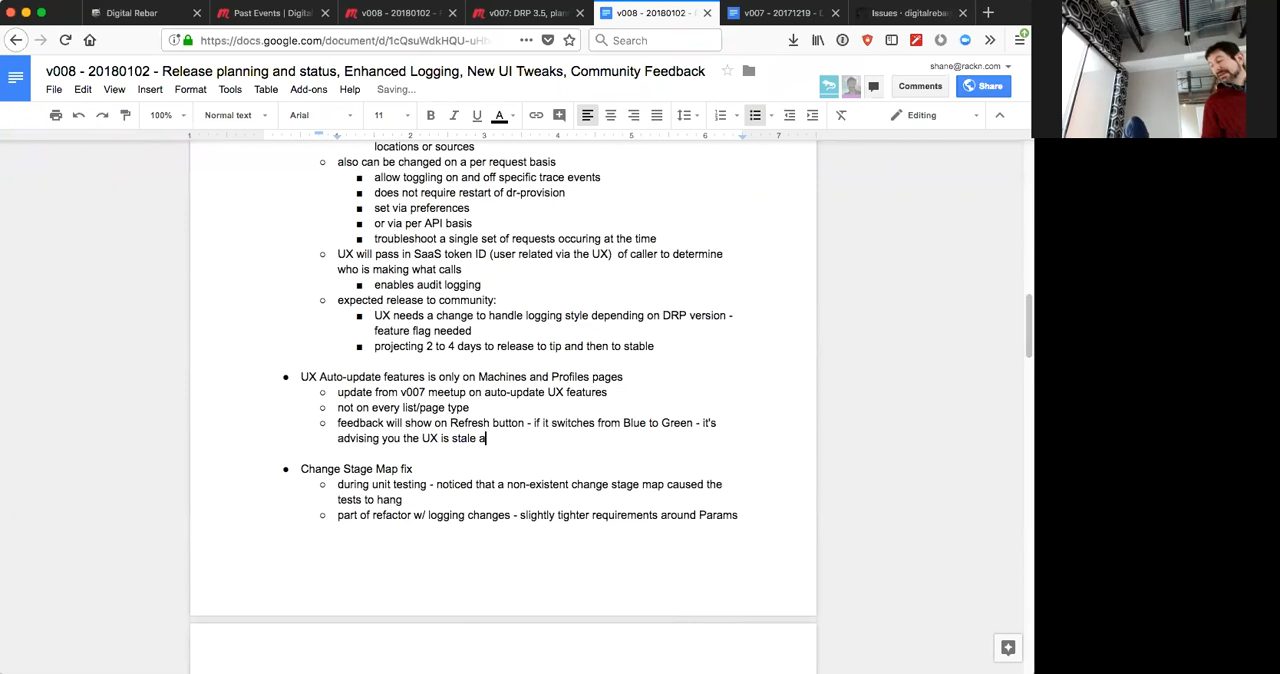 Digital Rebar
Past Events | Digit
v008 - 20180102 -
v007: DRP 3.5, plan
v008 - 20180102 -
v007 - 20171219 -
Issues · digitalreba
https://docs.google.com/document/d/1cQsuWdkHQU-uH
Search
shane@rackn.com
v008 - 20180102 - Release planning and status, Enhanced Logging, New UI Tweaks, Community Feedback
File Edit View Insert Format Tools Table Add-ons Help Saving...
Comments
Share
100% Normal text Arial 11 B I U A Editing
1 1 2 3 4 5 6 7
locations or sources
○ also can be changed on a per request basis
■ allow toggling on and off specific trace events
■ does not require restart of dr-provision
■ set via preferences
■ or via per API basis
■ troubleshoot a single set of requests occuring at the time
○ UX will pass in SaaS token ID (user related via the UX) of caller to determine
who is making what calls
■ enables audit logging
○ expected release to community:
■ UX needs a change to handle logging style depending on DRP version -
feature flag needed
■ projecting 2 to 4 days to release to tip and then to stable
● UX Auto-update features is only on Machines and Profiles pages
○ update from v007 meetup on auto-update UX features
○ not on every list/page type
○ feedback will show on Refresh button - if it switches from Blue to Green - it's
advising you the UX is stale a
● Change Stage Map fix
○ during unit testing - noticed that a non-existent change stage map caused the
tests to hang
○ part of refactor w/ logging changes - slightly tighter requirements around Params